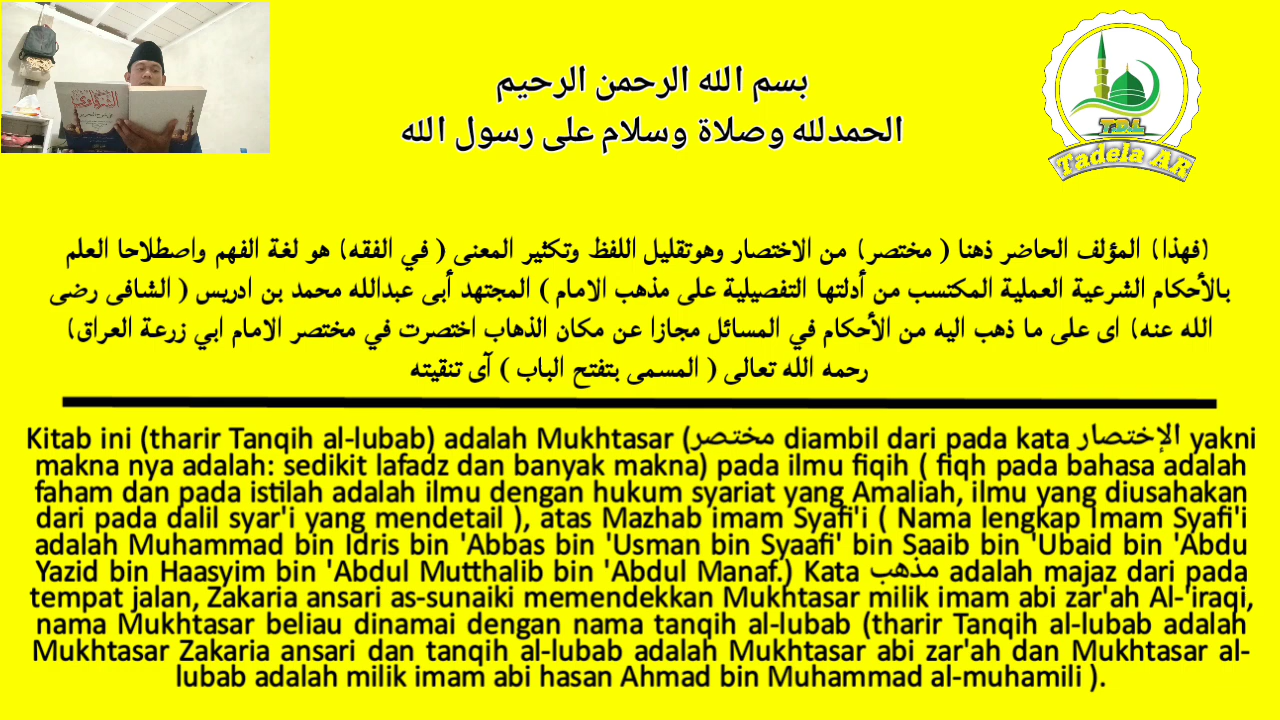 الشرقاوي
بسم الله الرحمن الرحيم
الحمدلله وصلاة وسلام على رسول الله
TDL
Tadela AR
(فهذا) المؤلف الحاضر ذهنا ( مختصر) من الاختصار وهوتقليل اللفظ وتكثير المعنى ( في الفقه) هو لغة الفهم واصطلاحا العلم
بالأحكام الشرعية العملية المكتسب من أدلتها التفصيلية على مذهب الامام ) المجتهد أبى عبدالله محمد بن ادريس ( الشافى رضى
الله عنه) اى على ما ذهب اليه من الأحكام في المسائل مجازا عن مكان الذهاب اختصرت في مختصر الامام ابي زرعة العراق)
رحمه الله تعالى ( المسمى بتفتح الباب ) آى تنقيته
Kitab ini (tharir Tanqih al-lubab) adalah Mukhtasar (مختصر diambil dari pada kata الإختصار yakni
makna nya adalah: sedikit lafadz dan banyak makna) pada ilmu fiqih ( fiqh pada bahasa adalah
faham dan pada istilah adalah ilmu dengan hukum syariat yang Amaliah, ilmu yang diusahakan
dari pada dalil syar'i yang mendetail ), atas Mazhab imam Syafi'i ( Nama lengkap Imam Syafi'i
adalah Muhammad bin Idris bin 'Abbas bin 'Usman bin Syaafi' bin Saaib bin 'Ubaid bin 'Abdu
Yazid bin Haasyim bin 'Abdul Mutthalib bin 'Abdul Manaf.) Kata مذهب adalah majaz dari pada
tempat jalan, Zakaria ansari as-sunaiki memendekkan Mukhtasar milik imam abi zar'ah Al-'iraqi,
nama Mukhtasar beliau dinamai dengan nama tanqih al-lubab (tharir Tanqih al-lubab adalah
Mukhtasar Zakaria ansari dan tanqih al-lubab adalah Mukhtasar abi zar'ah dan Mukhtasar al-
lubab adalah milik imam abi hasan Ahmad bin Muhammad al-muhamili ).